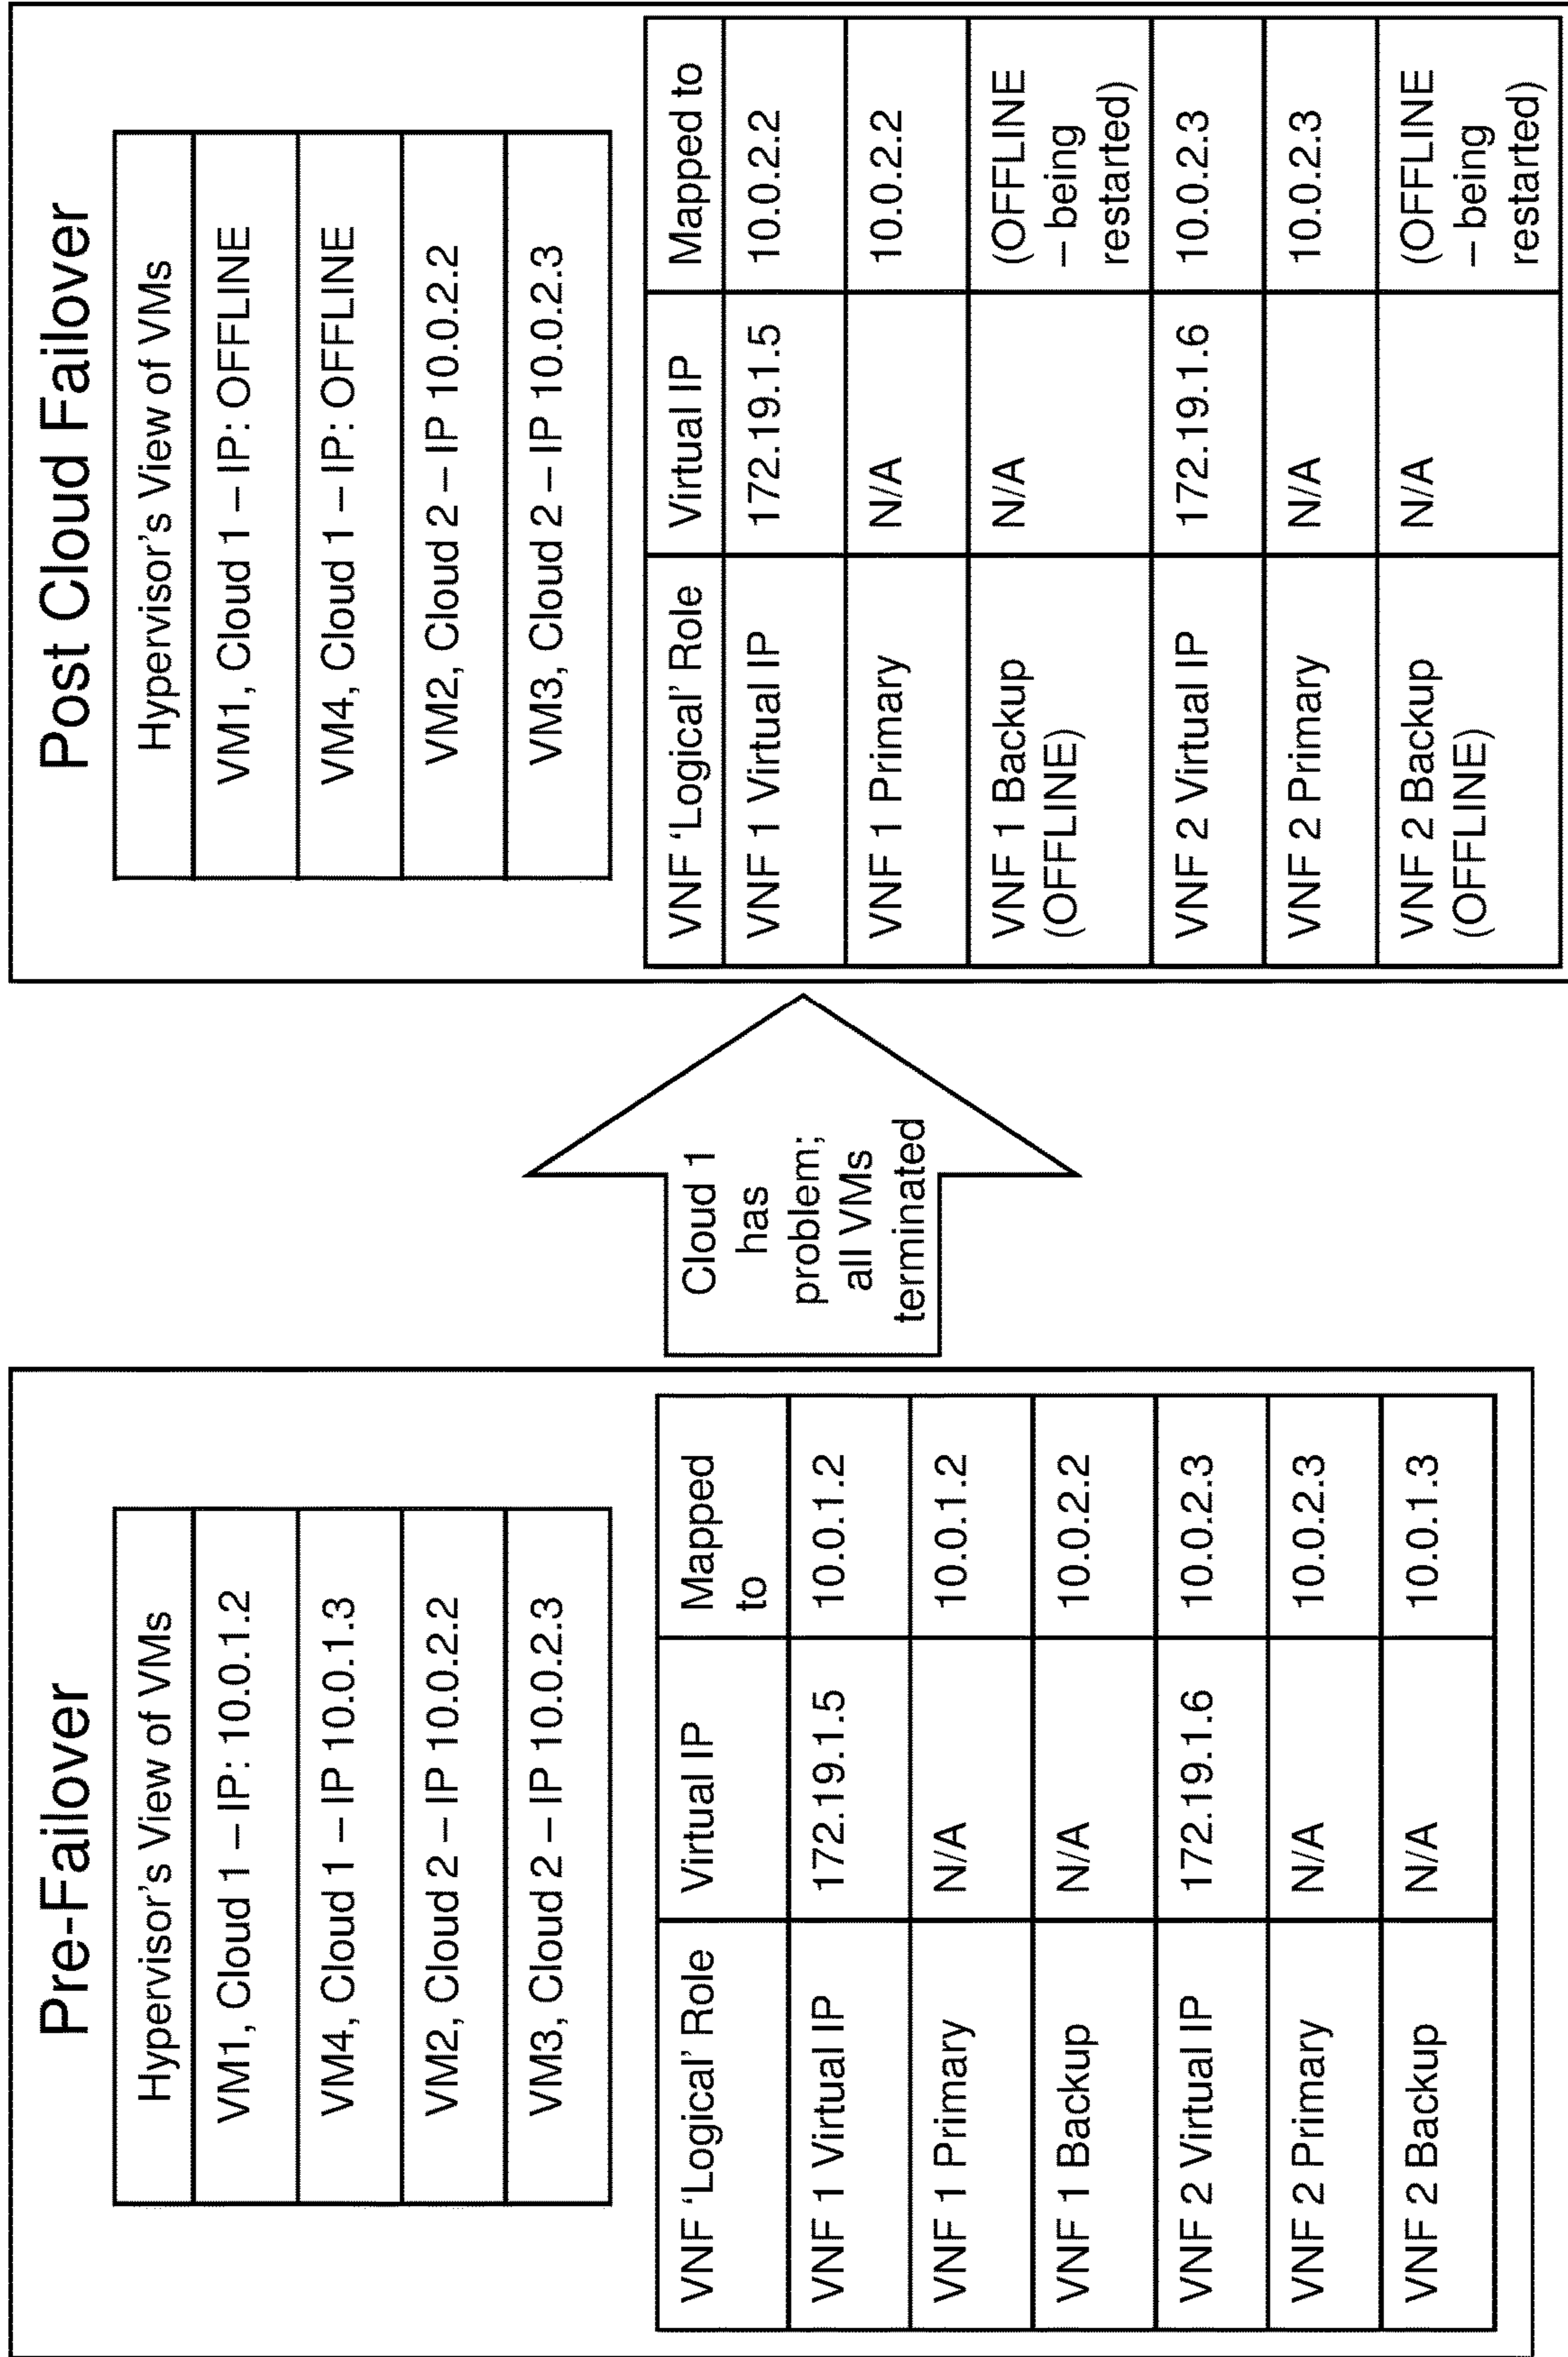 Pre-Failover
Hypervisor's View of VMs
VM1, Cloud 1 – IP: 10.0.1.2
VM4, Cloud 1 – IP 10.0.1.3
VM2, Cloud 2 – IP 10.0.2.2
VM3, Cloud 2 – IP 10.0.2.3
VNF ‘Logical’ Role Virtual IP Mapped
to
VNF 1 Virtual IP 172.19.1.5 10.0.1.2
VNF 1 Primary N/A 10.0.1.2
VNF 1 Backup N/A 10.0.2.2
VNF 2 Virtual IP 172.19.1.6 10.0.2.3
VNF 2 Primary N/A 10.0.2.3
VNF 2 Backup N/A 10.0.1.3
Cloud 1
has
problem;
all VMs
terminated
Post Cloud Failover
Hypervisor's View of VMs
VM1, Cloud 1 – IP: OFFLINE
VM4, Cloud 1 – IP: OFFLINE
VM2, Cloud 2 – IP 10.0.2.2
VM3, Cloud 2 – IP 10.0.2.3
VNF ‘Logical’ Role Virtual IP Mapped to
VNF 1 Virtual IP 172.19.1.5 10.0.2.2
VNF 1 Primary N/A 10.0.2.2
VNF 1 Backup N/A (OFFLINE
(OFFLINE) – being
restarted)
VNF 2 Virtual IP 172.19.1.6 10.0.2.3
VNF 2 Primary N/A 10.0.2.3
VNF 2 Backup N/A (OFFLINE
(OFFLINE) – being
restarted)